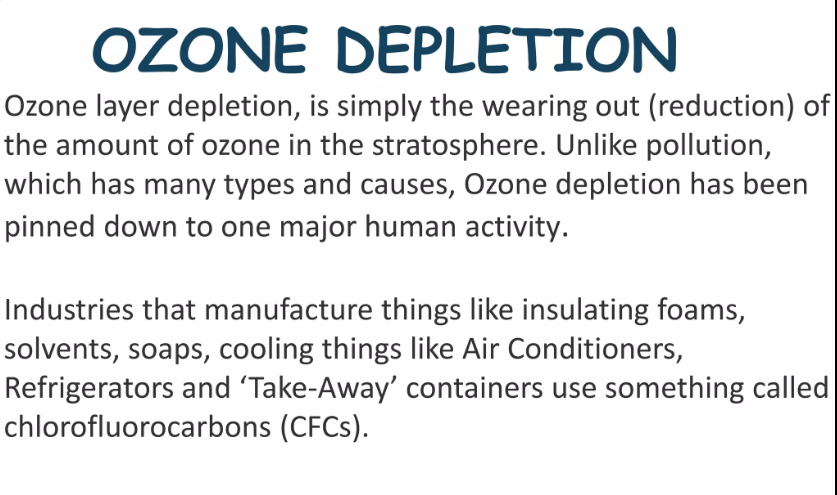 OZONE DEPLETION
Ozone layer depletion, is simply the wearing out (reduction) of
the amount of ozone in the stratosphere. Unlike pollution,
which has many types and causes, Ozone depletion has been
pinned down to one major human activity.
Industries that manufacture things like insulating foams,
solvents, soaps, cooling things like Air Conditioners,
Refrigerators and ‘Take-Away’ containers use something called
chlorofluorocarbons (CFCs).